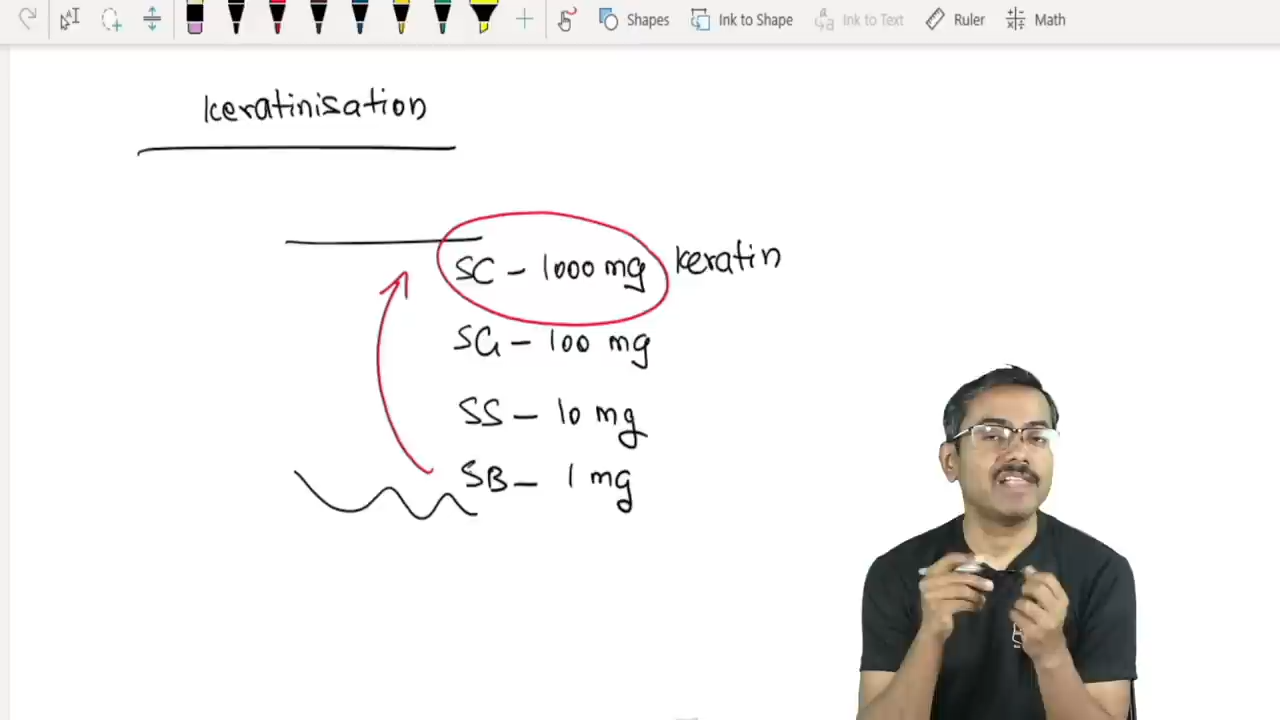 Shapes Ink to Shape Ink to Text Ruler Math
keratinisation
SC – 1000 mg keratin
SG – 100 mg
SS – 10 mg
SB – 1 mg